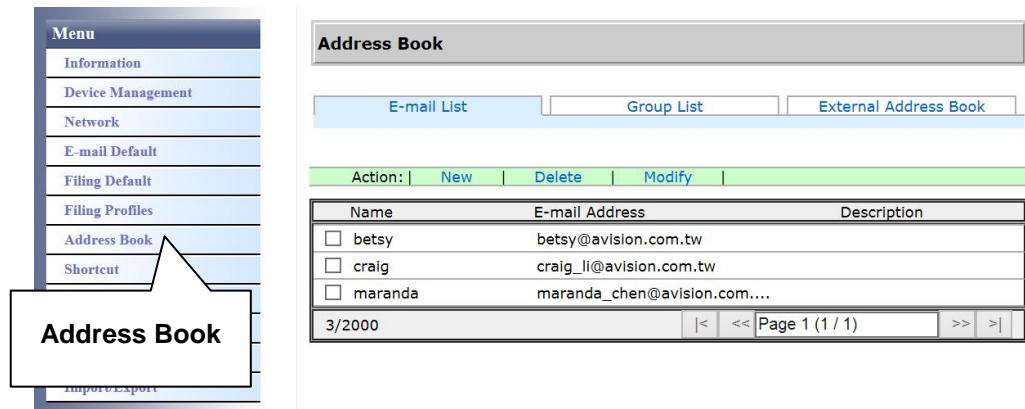 Menu
Information
Device Management
Network
E-mail Default
Filing Default
Filing Profiles
Address Book
Shortcut
Address Book
Import/Export
Address Book
E-mail List Group List External Address Book
Action: | New | Delete | Modify |
Name E-mail Address Description
betsy betsy@avision.com.tw
craig craig_li@avision.com.tw
maranda maranda_chen@avision.com....
3/2000 |< << Page 1 (1 / 1) >> >|